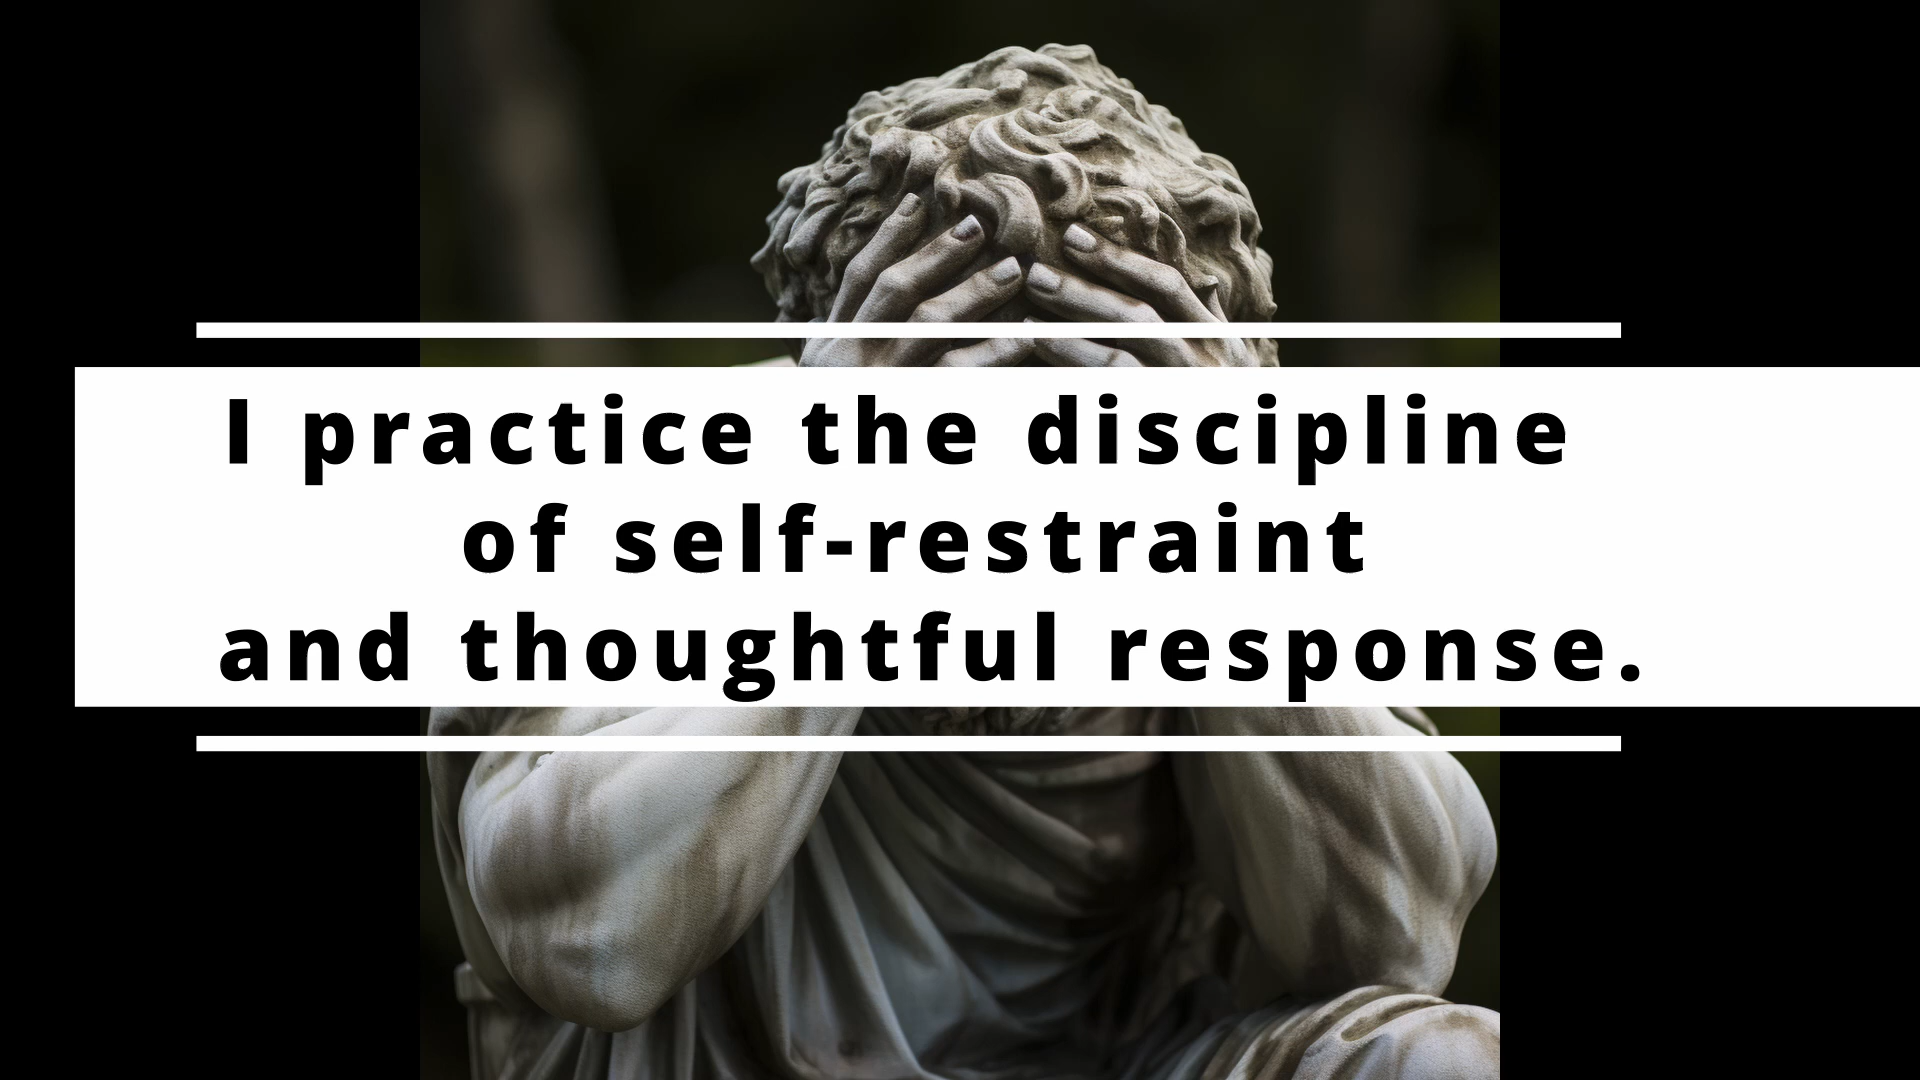 I practice the discipline
of self-restraint
and thoughtful response.